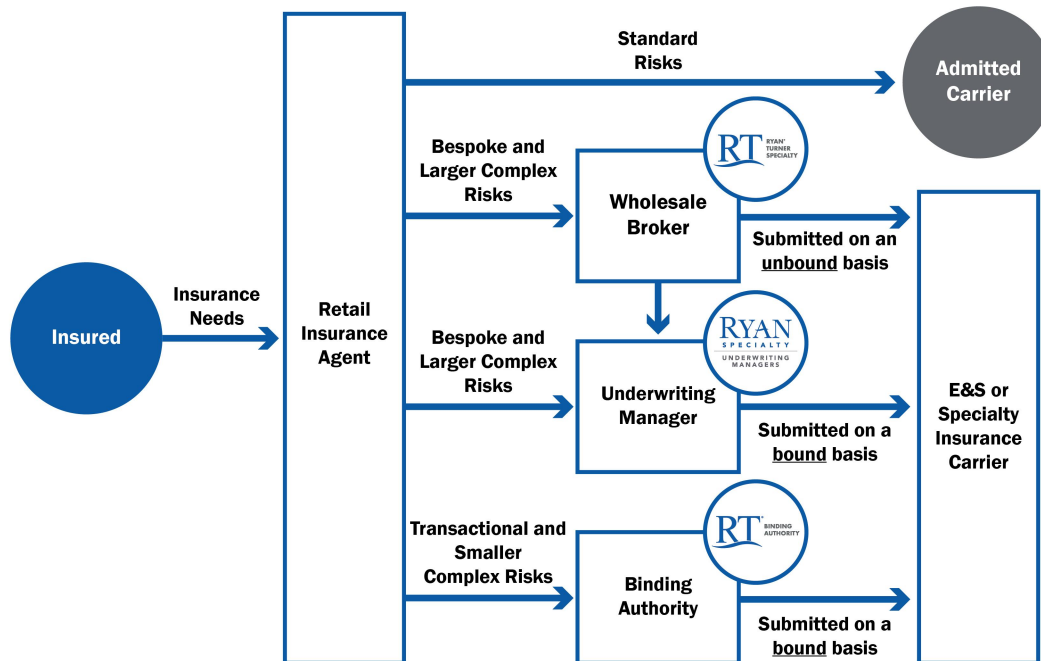 Standard
Risks
Admitted
Carrier
Bespoke and
Larger Complex
Risks
RT
RYAN
TURNER
SPECIALTY
Wholesale
Broker
Submitted on an
unbound basis
Insured
Insurance
Needs
Retail
Insurance
Agent
Bespoke and
Larger Complex
Risks
RYAN
SPECIALTY
UNDERWRITING
MANAGERS
Underwriting
Manager
Submitted on a
bound basis
E&S or
Specialty
Insurance
Carrier
Transactional and
Smaller
Complex Risks
RT
BINDING
AUTHORITY
Binding
Authority
Submitted on a
bound basis